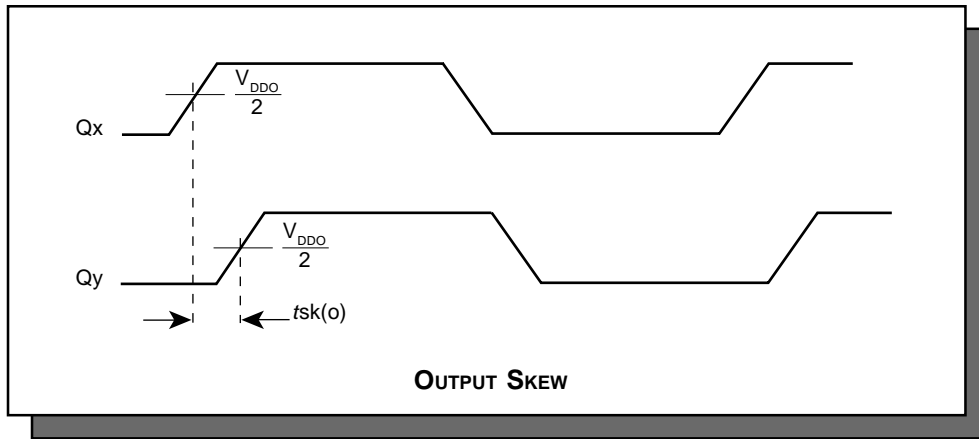 V_DDO
2
Qx
V_DDO
2
Qy
tsk(o)
OUTPUT SKEW